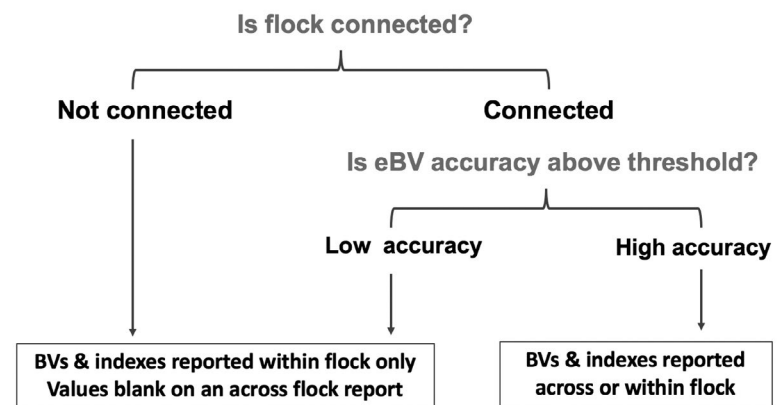 Is flock connected?
Not connected
Connected
Is eBV accuracy above threshold?
Low accuracy
High accuracy
BVs & indexes reported within flock only
Values blank on an across flock report
BVs & indexes reported
across or within flock